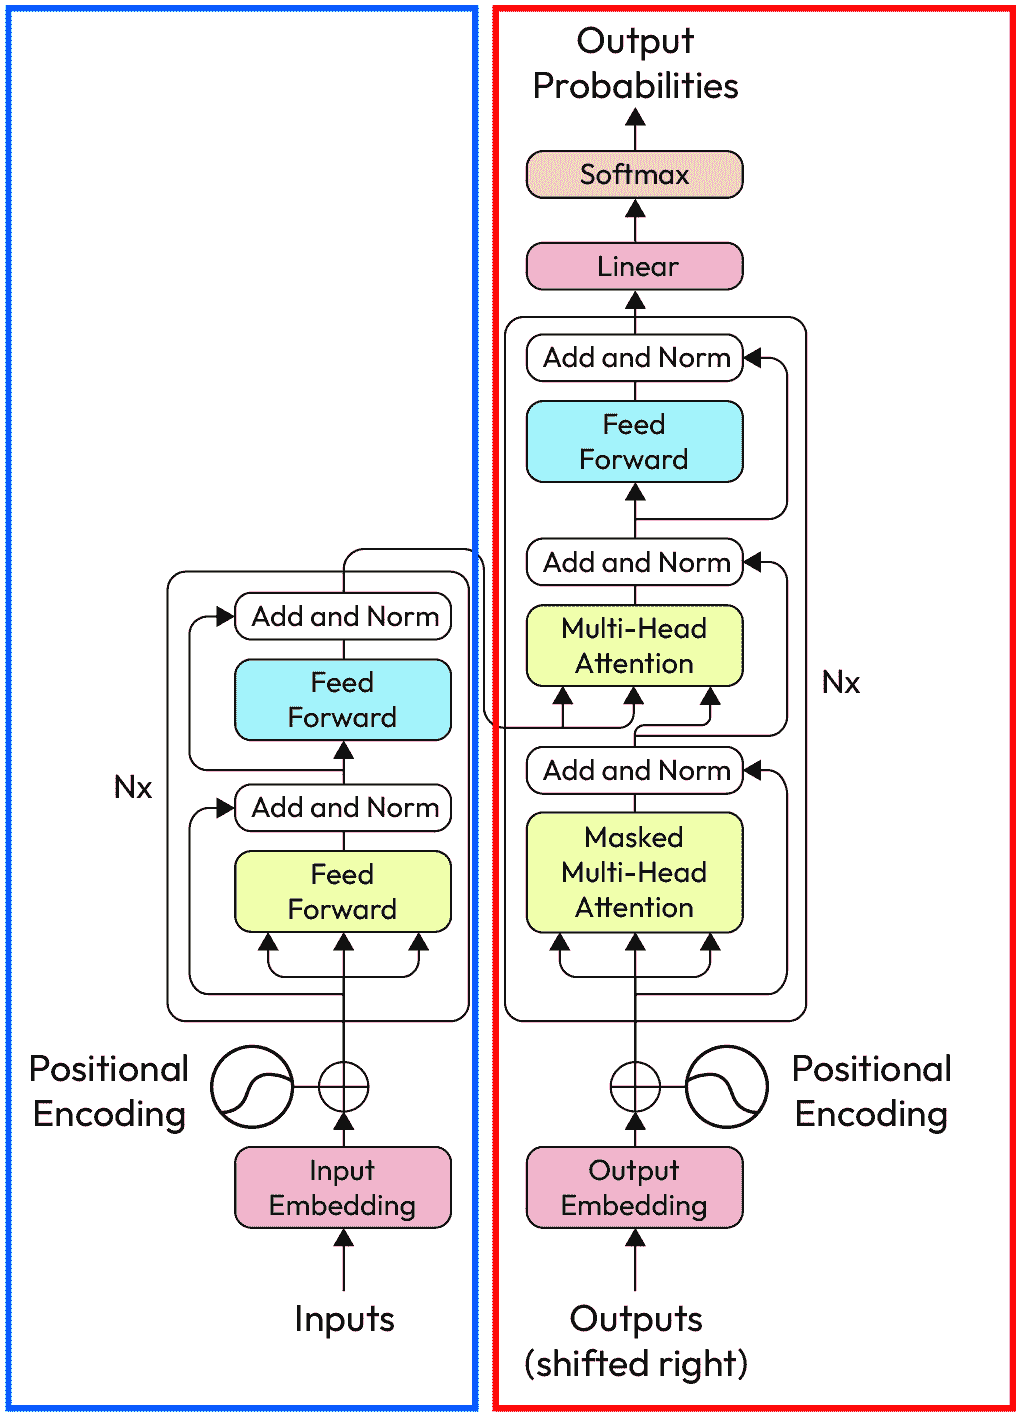 Output
Probabilities
Softmax
Linear
Add and Norm
Feed
Forward
Add and Norm
Multi-Head
Attention
Nx
Add and Norm
Masked
Multi-Head
Attention
Positional
Encoding
Output
Embedding
Outputs
(shifted right)
Add and Norm
Feed
Forward
Nx
Add and Norm
Feed
Forward
Positional
Encoding
Input
Embedding
Inputs